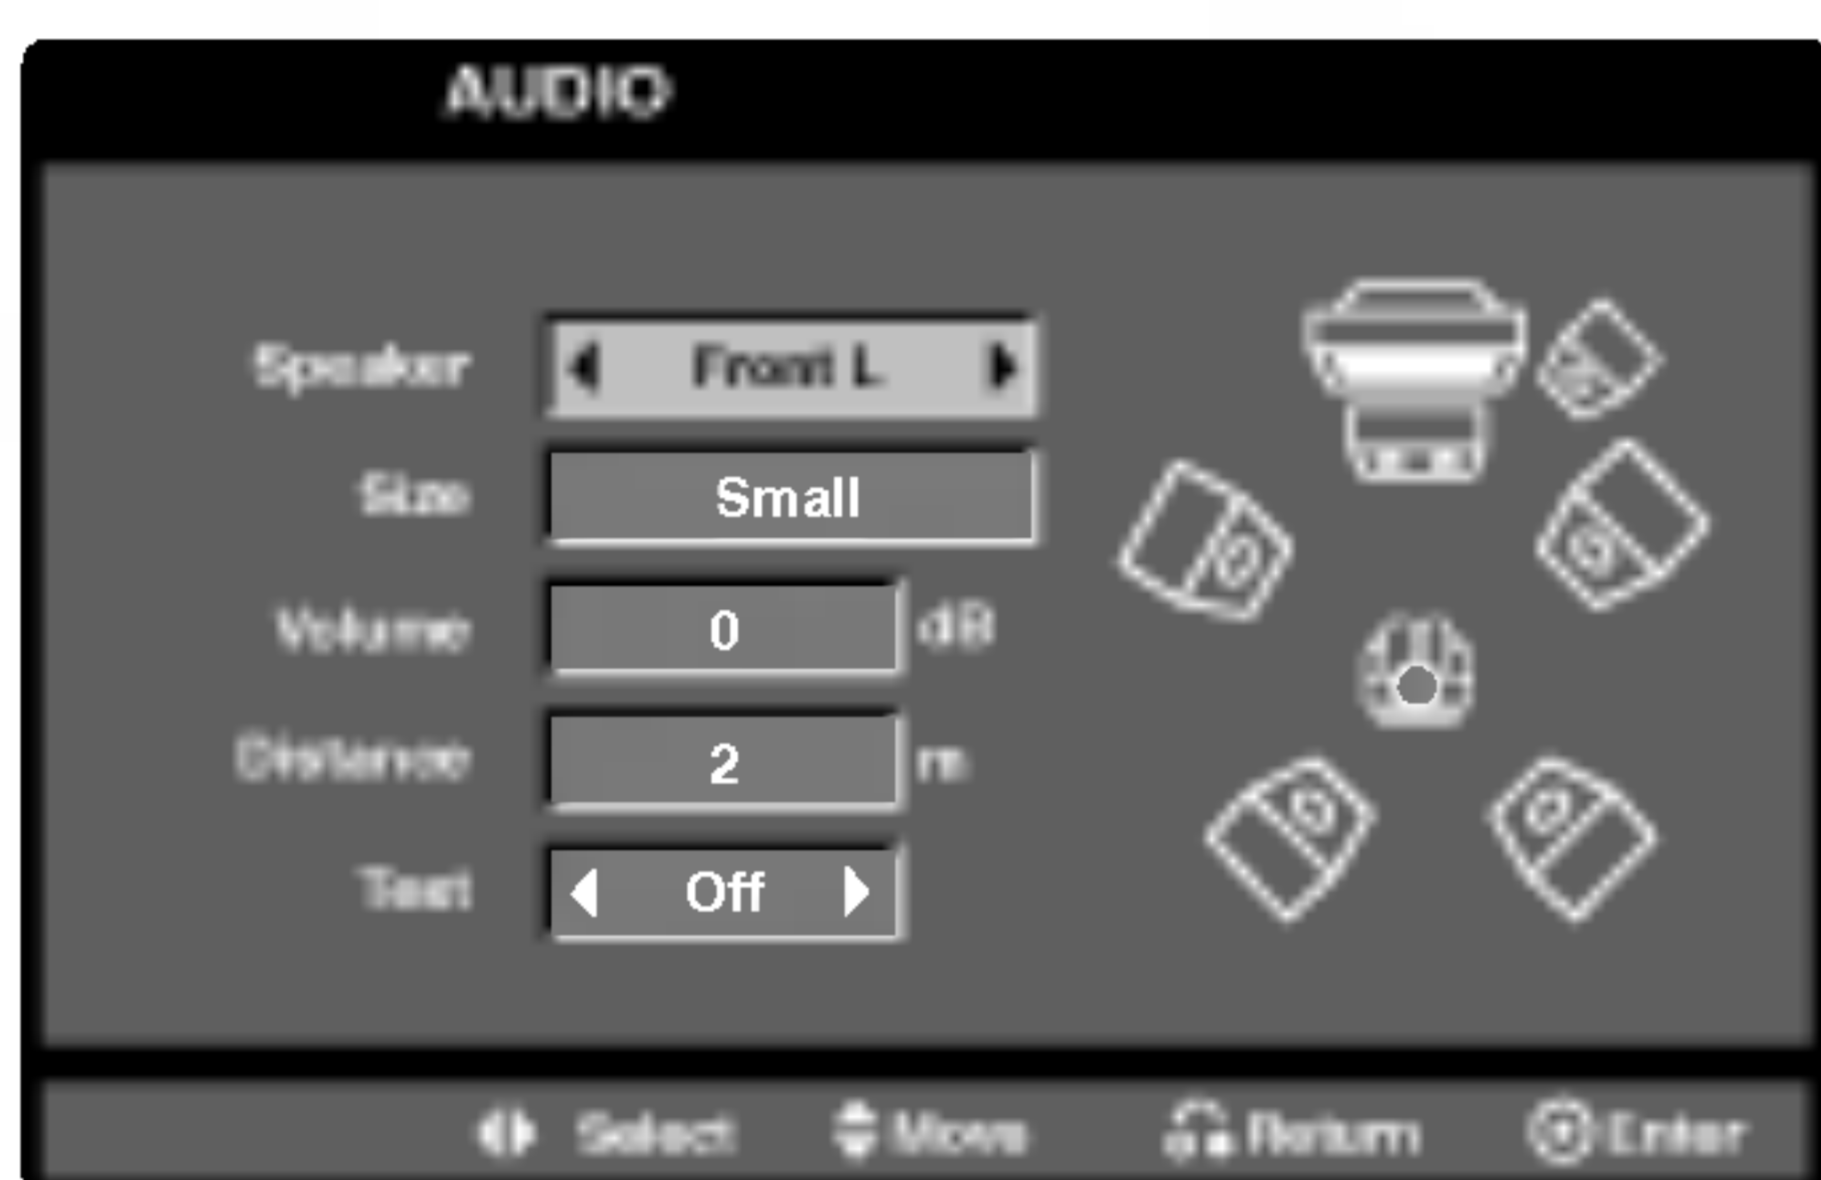 AUDIO
Speaker Front L
Size Small
Volume 0 dB
Distance 2 m
Test Off
Select Move Return Enter